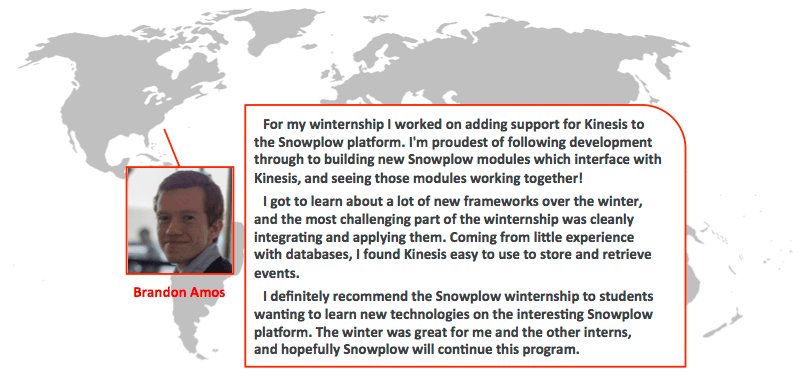 For my winternship I worked on adding support for Kinesis to
the Snowplow platform. I'm proudest of following development
through to building new Snowplow modules which interface with
Kinesis, and seeing those modules working together!
I got to learn about a lot of new frameworks over the winter,
and the most challenging part of the winternship was cleanly
integrating and applying them. Coming from little experience
with databases, I found Kinesis easy to use to store and retrieve
events.
I definitely recommend the Snowplow winternship to students
wanting to learn new technologies on the interesting Snowplow
platform. The winter was great for me and the other interns,
and hopefully Snowplow will continue this program.
Brandon Amos